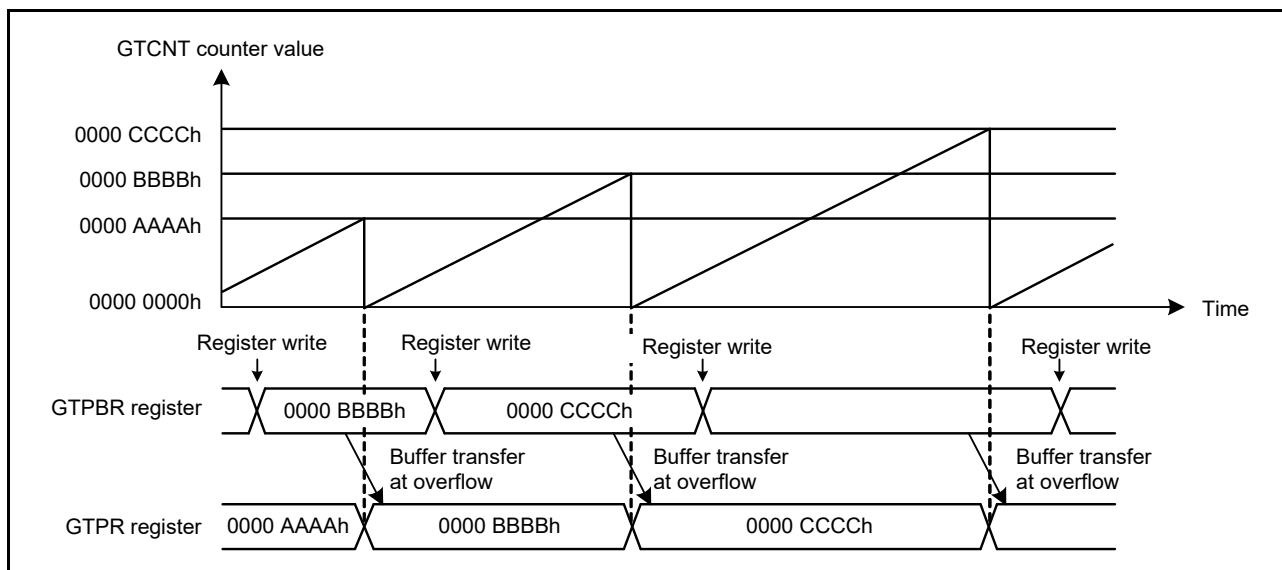 GTCNT counter value
0000 CCCCh
0000 BBBBh
0000 AAAAh
0000 0000h
Time
Register write
Register write
Register write
Register write
GTPBR register
0000 BBBBh
0000 CCCCh
Buffer transfer
at overflow
Buffer transfer
at overflow
Buffer transfer
at overflow
GTPR register
0000 AAAAh
0000 BBBBh
0000 CCCCh